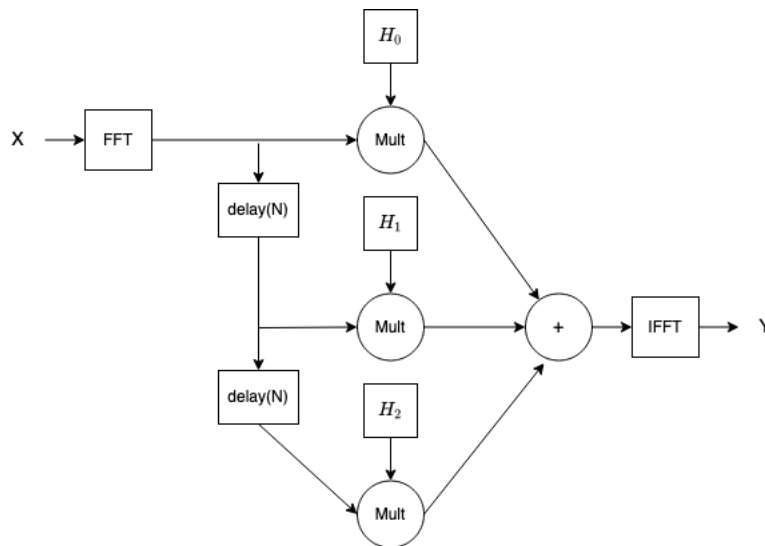 H₀
X
FFT
Mult
delay(N)
H₁
Mult
+
IFFT
Y
delay(N)
H₂
Mult